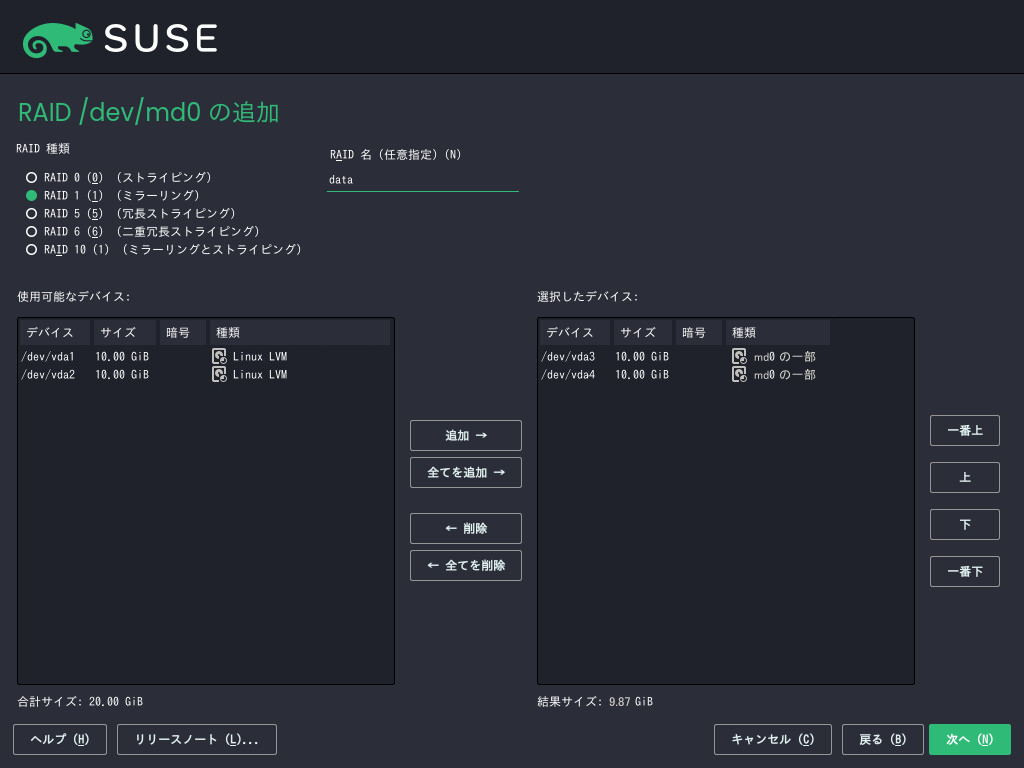 SUSE
RAID /dev/md0 の追加
RAID 種類
RAID 0 (0) （ストライピング）
RAID 1 (1) （ミラーリング）
RAID 5 (5) （冗長ストライピング）
RAID 6 (6) （二重冗長ストライピング）
RAID 10 (1) （ミラーリングとストライピング）
RAID 名 (任意指定) (N)
data
使用可能なデバイス:
デバイス サイズ 暗号 種類
/dev/vda1 10.00 GiB Linux LVM
/dev/vda2 10.00 GiB Linux LVM
合計サイズ: 20.00 GiB
追加 →
全てを追加 →
← 削除
← 全てを削除
選択したデバイス:
デバイス サイズ 暗号 種類
/dev/vda3 10.00 GiB md0 の一部
/dev/vda4 10.00 GiB md0 の一部
結果サイズ: 9.87 GiB
一番上
上
下
一番下
ヘルプ (H) リリースノート (L)... キャンセル (C) 戻る (B) 次へ (N)